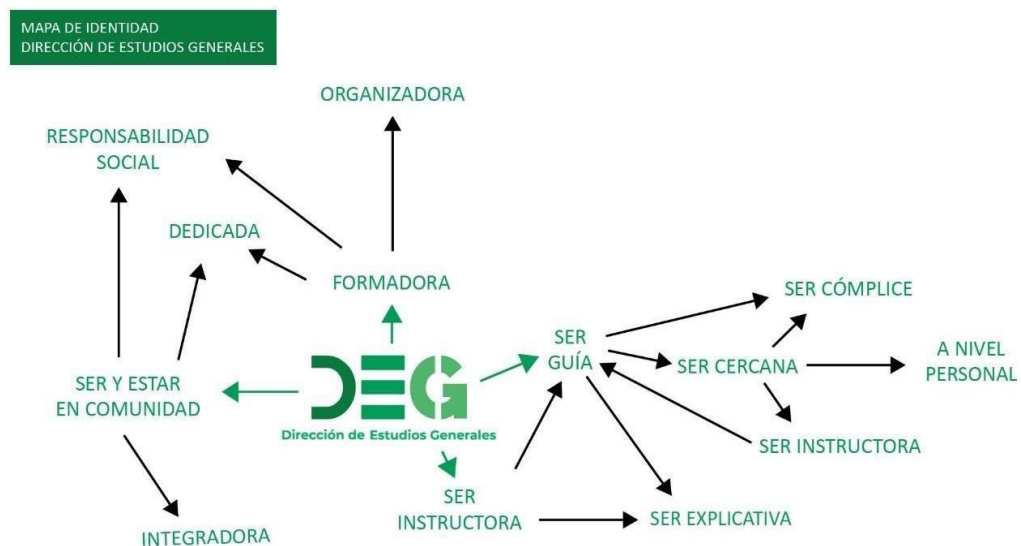 MAPA DE IDENTIDAD
DIRECCIÓN DE ESTUDIOS GENERALES
ORGANIZADORA
RESPONSABILIDAD
SOCIAL
DEDICADA
FORMADORA
SER CÓMPLICE
SER
GUÍA
SER CERCANA
A NIVEL
PERSONAL
SER Y ESTAR
EN COMUNIDAD
DEG
Dirección de Estudios Generales
SER INSTRUCTORA
SER
INSTRUCTORA
SER EXPLICATIVA
INTEGRADORA